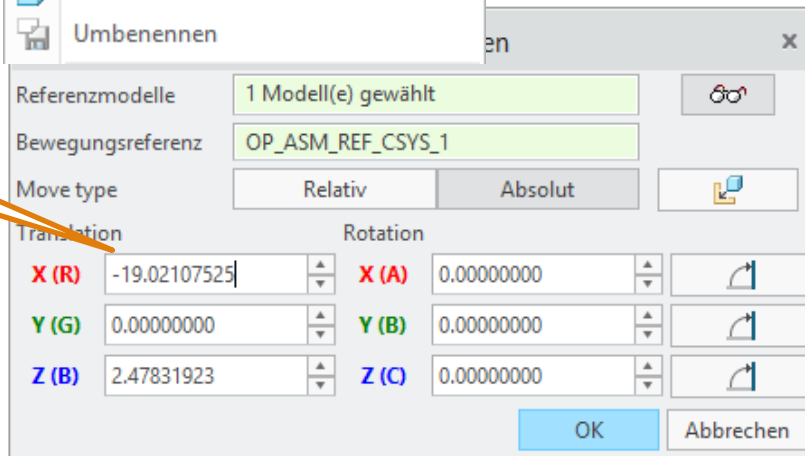 Umbenennen
en
x
Referenzmodelle 1 Modell(e) gewählt
Bewegungsreferenz OP_ASM_REF_CSYS_1
Move type Relativ Absolut
Translation Rotation
X (R) -19.02107525 X (A) 0.00000000
Y (G) 0.00000000 Y (B) 0.00000000
Z (B) 2.47831923 Z (C) 0.00000000
OK Abbrechen